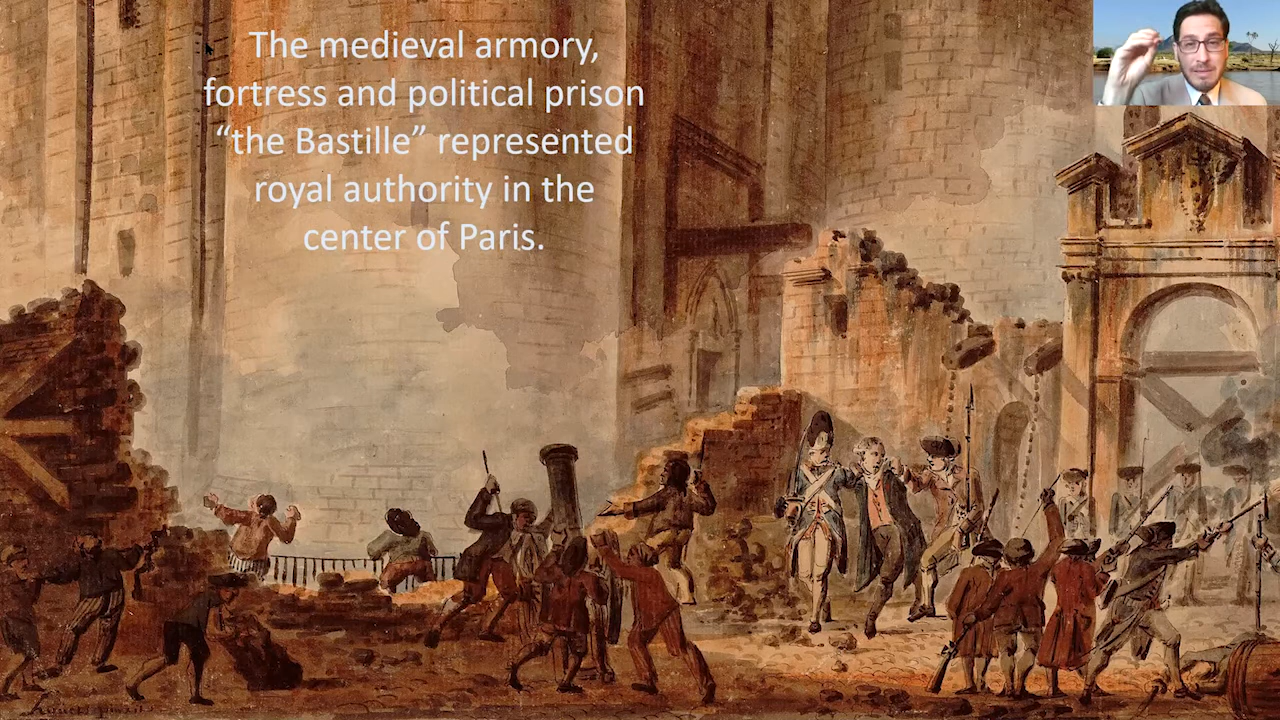 The medieval armory,
fortress and political prison
“the Bastille” represented
royal authority in the
center of Paris.